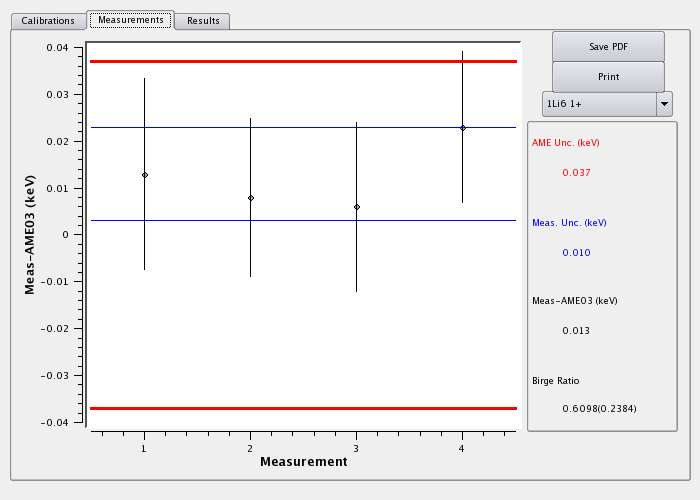 Calibrations Measurements Results
Save PDF
Print
1Li6 1+
AME Unc. (keV)
0.037
Meas. Unc. (keV)
0.010
Meas-AME03 (keV)
0.013
Birge Ratio
0.6098(0.2384)
Meas-AME03 (keV)
0.04
0.03
0.02
0.01
0
-0.01
-0.02
-0.03
-0.04
1 2 3 4
Measurement